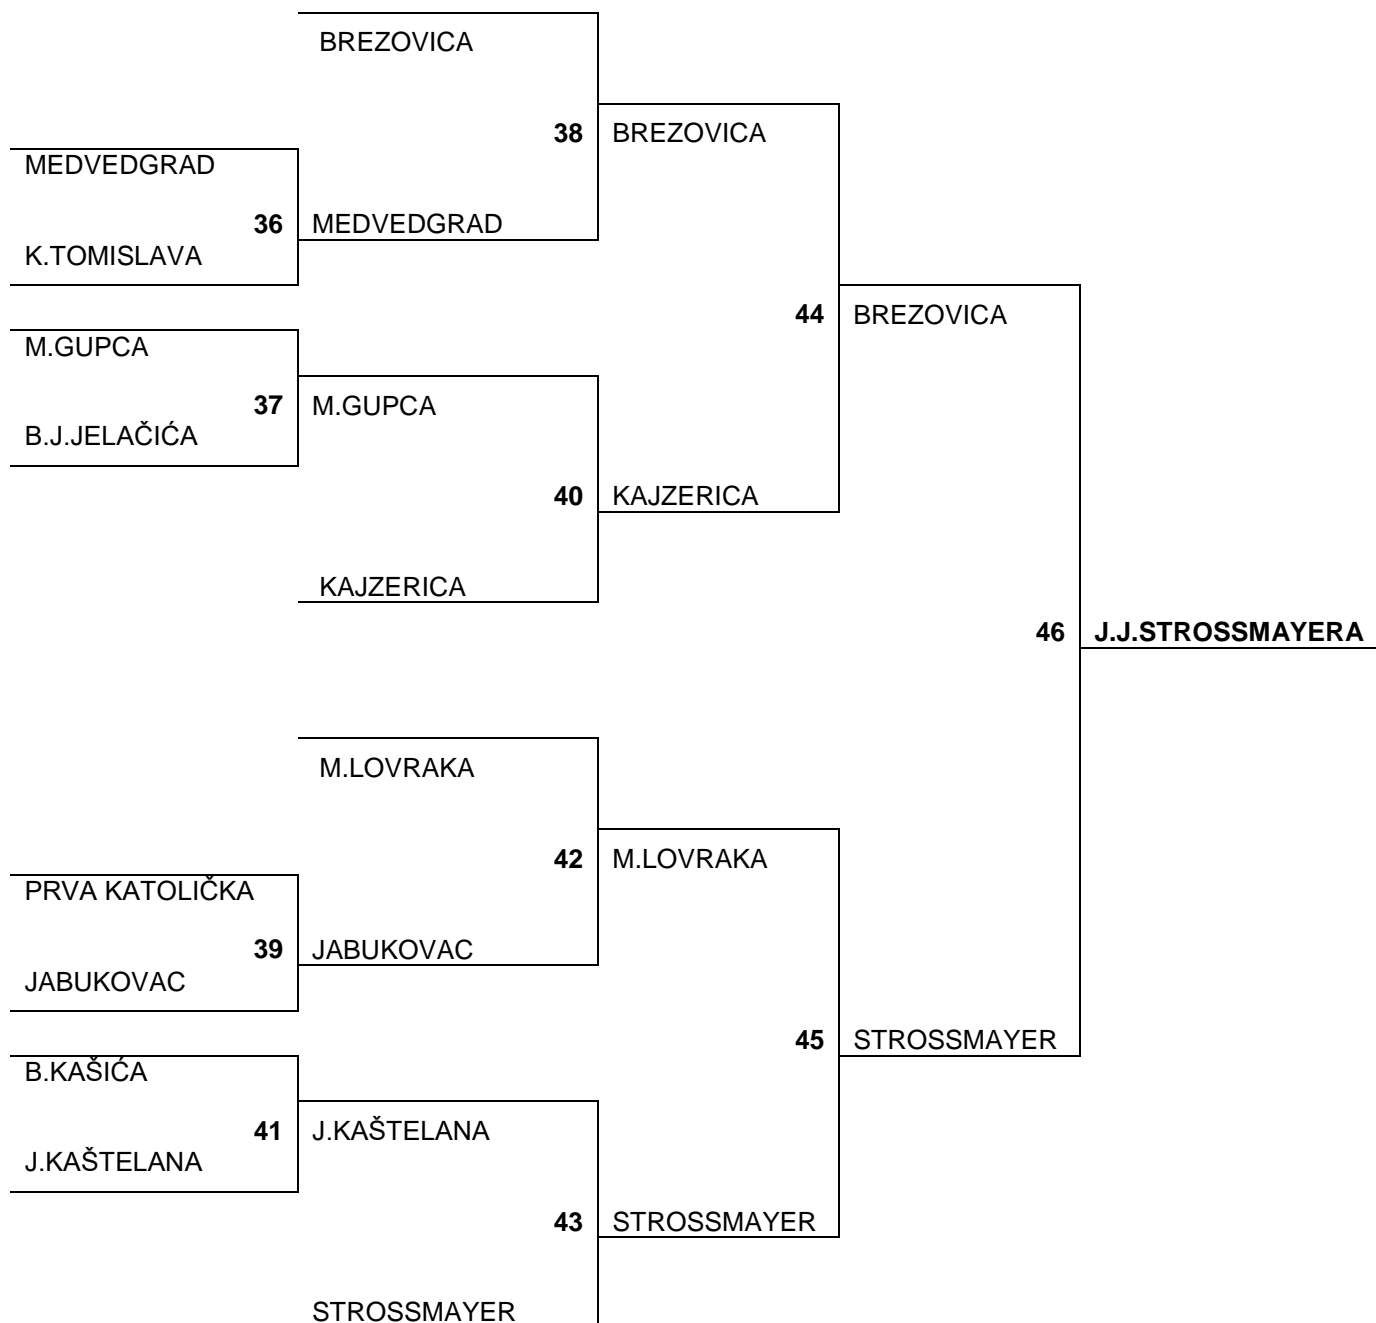 BREZOVICA
38 BREZOVICA
MEDVEDGRAD
36 MEDVEDGRAD
K.TOMISLAVA
44 BREZOVICA
M.GUPCA
37 M.GUPCA
B.J.JELAČIĆA
40 KAJZERICA
KAJZERICA
46 J.J.STROSSMAYERA
M.LOVRAKA
42 M.LOVRAKA
PRVA KATOLIČKA
39 JABUKOVAC
JABUKOVAC
45 STROSSMAYER
B.KAŠIĆA
41 J.KAŠTELANA
J.KAŠTELANA
43 STROSSMAYER
STROSSMAYER